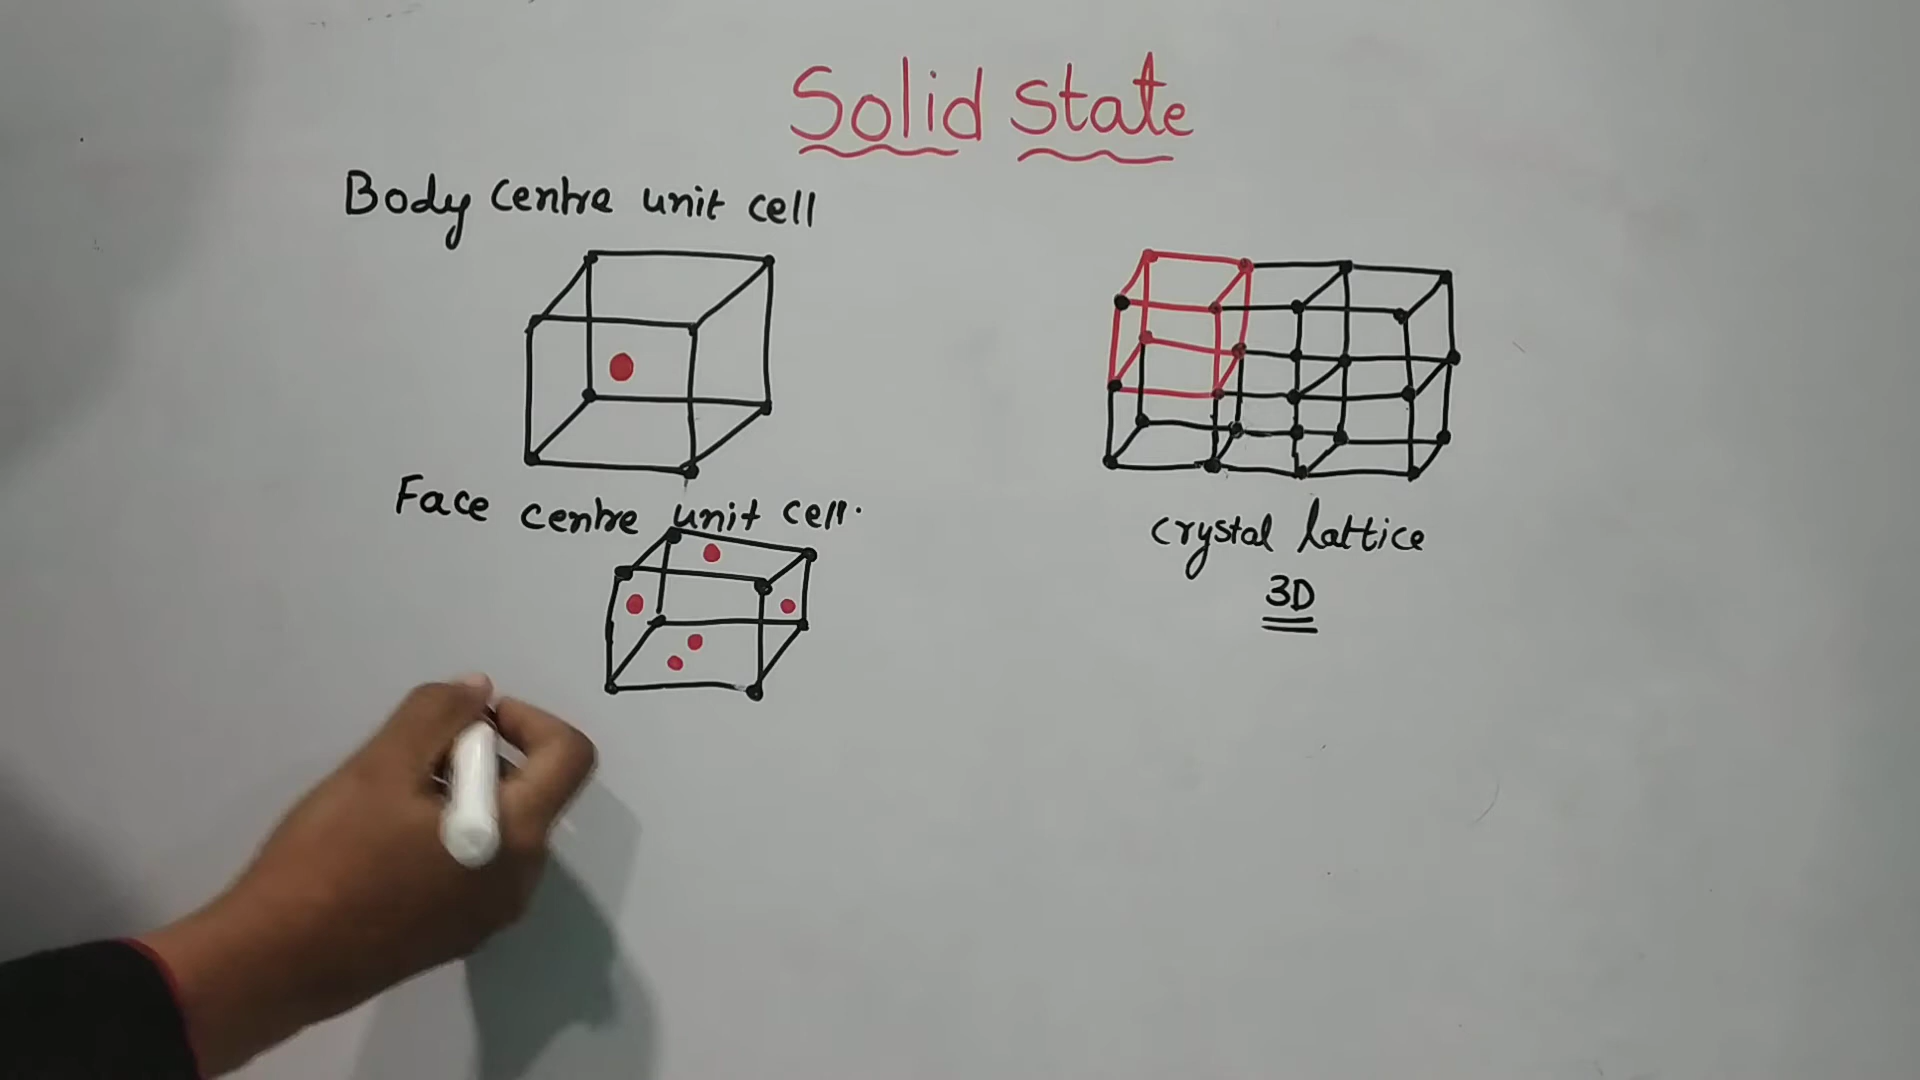 Solid State
Body centre unit cell
Face centre unit cell.
crystal lattice
3D